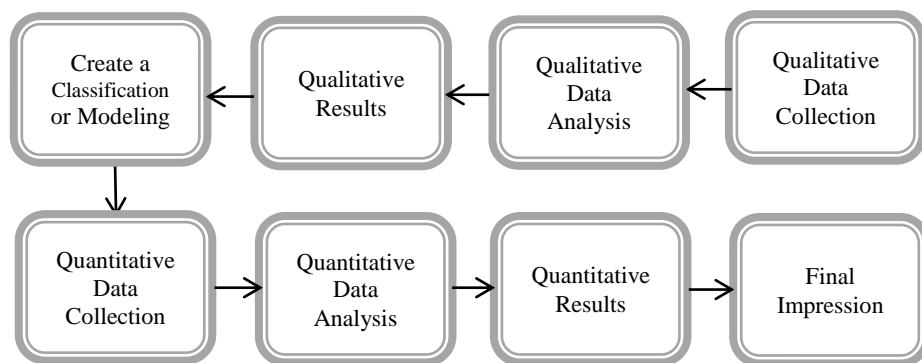 Create a
Classification
or Modeling
Qualitative
Results
Qualitative
Data
Analysis
Qualitative
Data
Collection
Quantitative
Data
Collection
Quantitative
Data
Analysis
Quantitative
Results
Final
Impression